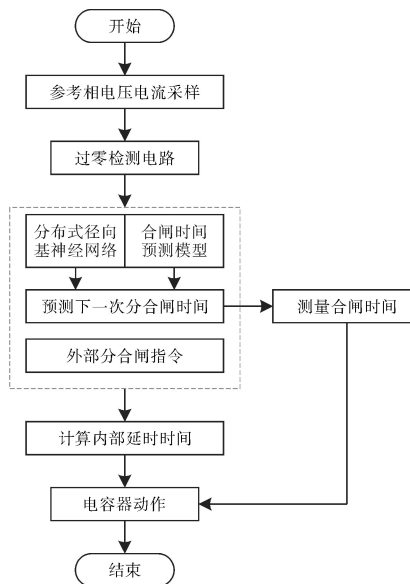 开始
参考相电压电流采样
过零检测电路
分布式径向
基神经网络
合闸时间
预测模型
预测下一次分合闸时间
测量合闸时间
外部分合闸指令
计算内部延时时间
电容器动作
结束